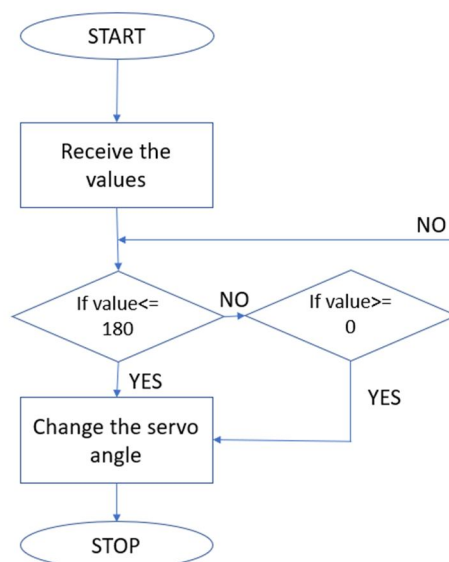 START
Receive the
values
NO
If value<=
180
NO
If value>=
0
YES
YES
Change the servo
angle
STOP